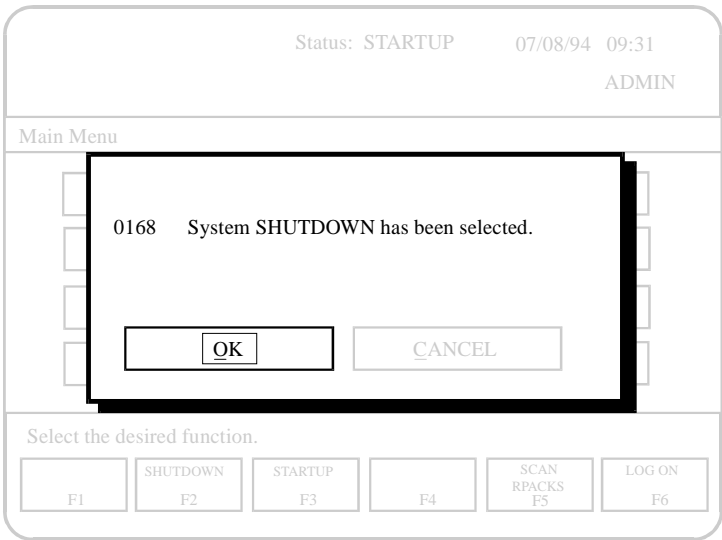 Status: STARTUP 07/08/94 09:31
ADMIN
Main Menu
0168 System SHUTDOWN has been selected.
OK CANCEL
Select the desired function.
SHUTDOWN STARTUP SCAN RPACKS LOG ON
F1 F2 F3 F4 F5 F6